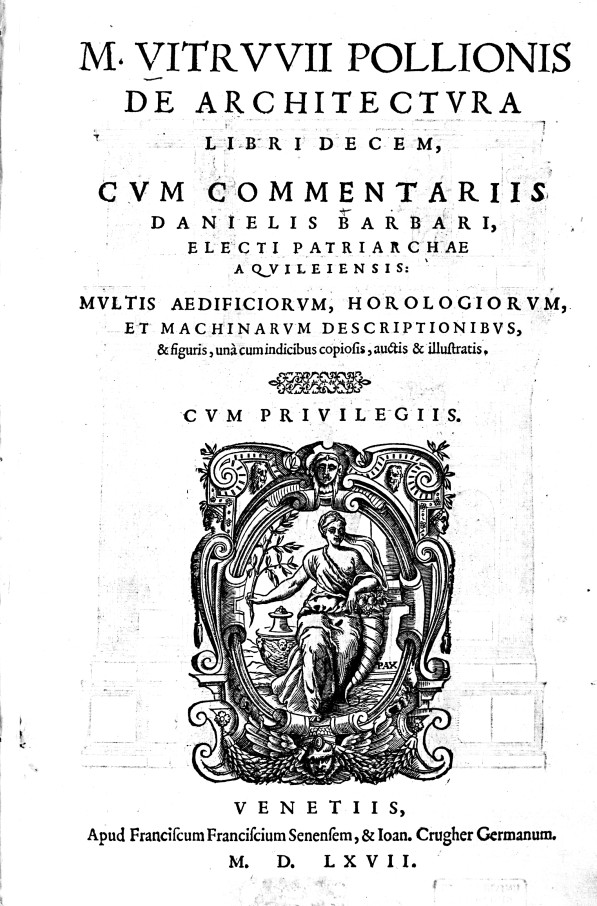 M. VITRVVII POLLIONIS
DE ARCHITECTVRA
LIBRI DECEM,
CVM COMMENTARIIS
DANIELIS BARBARI,
ELECTI PATRIARCHAE
AQVILEIENSIS:
MVLTIS AEDIFICIORVM, HOROLOGIORVM,
ET MACHINARVM DESCRIPTIONIBVS,
& figuris, unà cum indicibus copiosis, auctis & illustratis.
CVM PRIVILEGIIS.
PAX
VENETIIS,
Apud Franciscum Franciscium Senensem, & Ioan. Crugher Germanum.
M. D. LXVII.